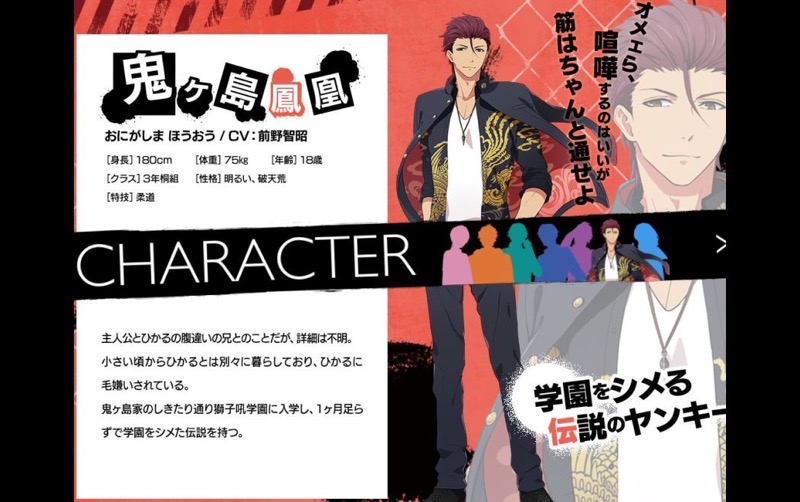 鬼ヶ島鳳凰
おにがしま ほうおう / CV：前野智昭
［身長］180cm ［体重］75kg ［年齢］18歳
［クラス］3年桐組 ［性格］明るい、破天荒
［特技］柔道
オメェら、
喧嘩するのはいいが
筋はちゃんと通せよ
CHARACTER
主人公とひかるの腹違いの兄とのことだが、詳細は不明。
小さい頃からひかるとは別々に暮らしており、ひかるに
毛嫌いされている。
鬼ヶ島家のしきたり通り獅子吼学園に入学し、1ヶ月足ら
ずで学園をシメた伝説を持つ。
学園をシメる
伝説のヤンキー